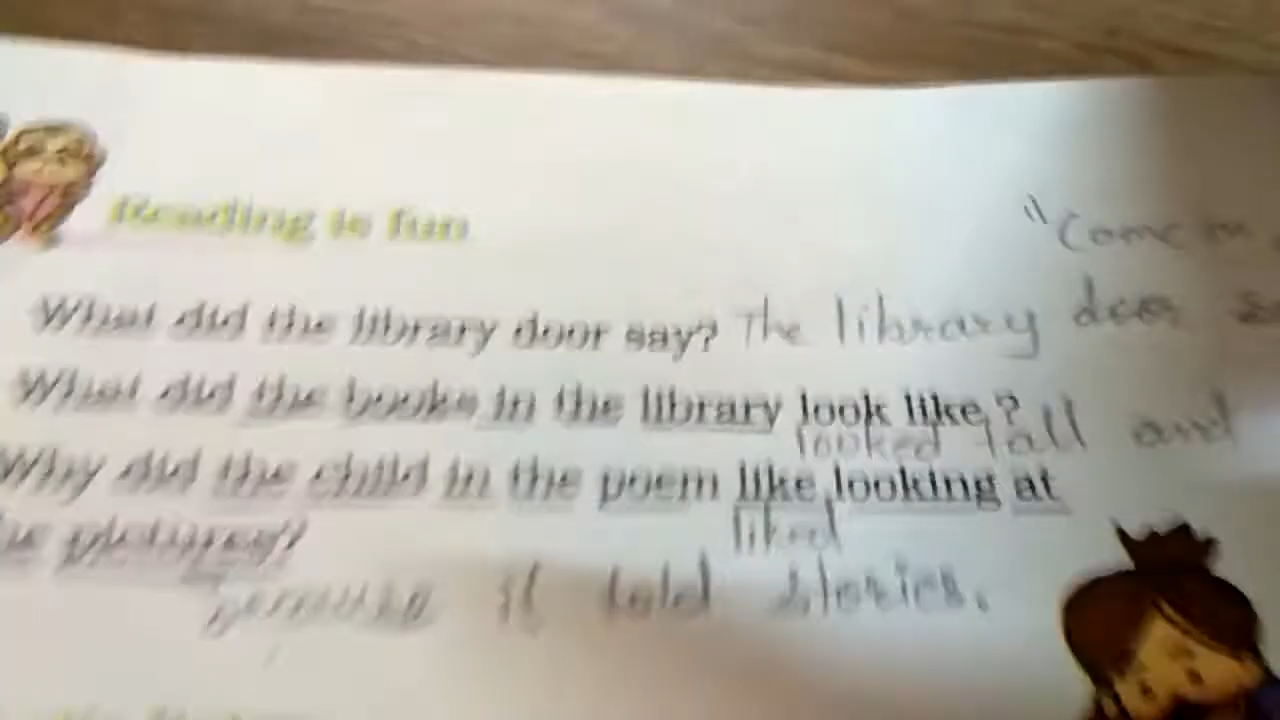 Reading is fun
"Come in
What did the library door say? The library door
What did the books in the library look like?
looked tall and
Why did the child in the poem like looking at
pictures?
liked
because it told stories.